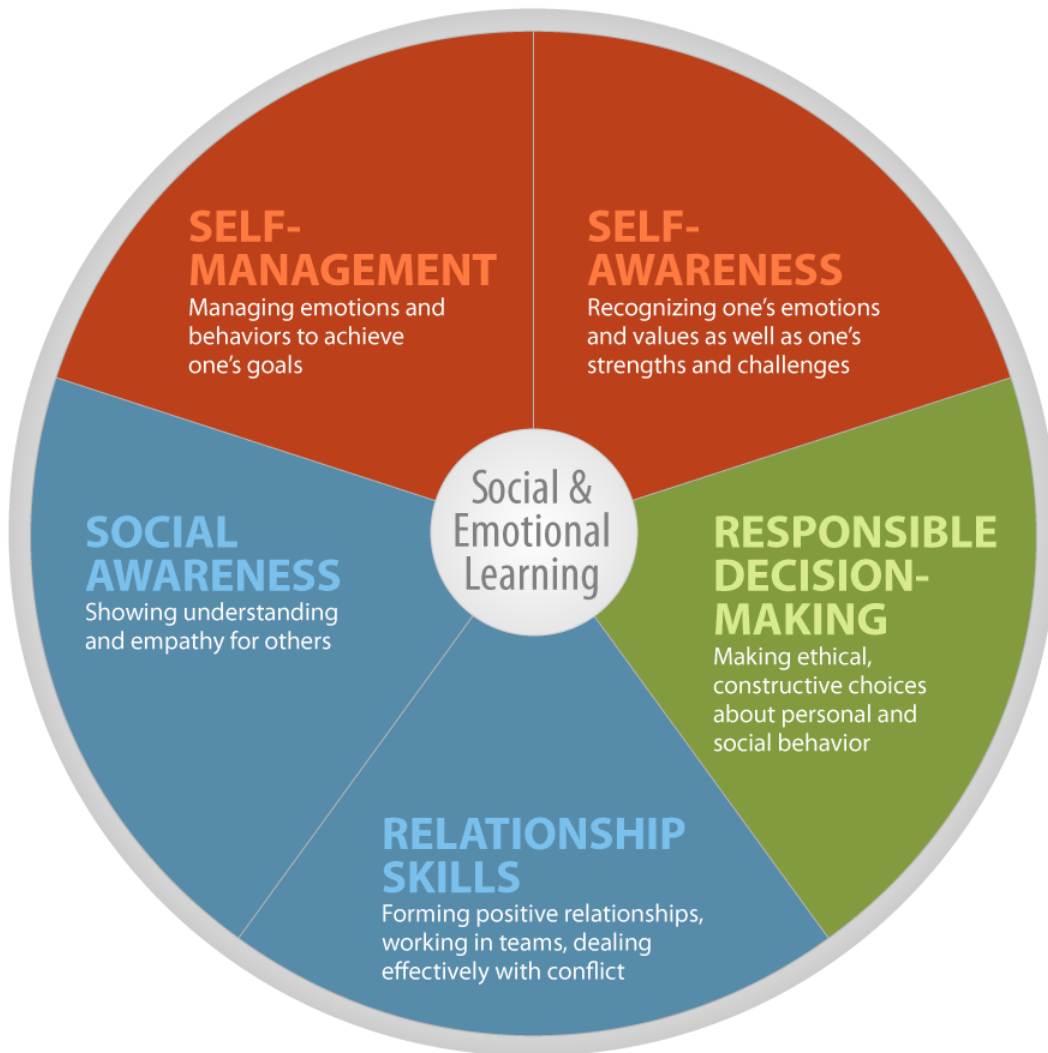 SELF-
MANAGEMENT
Managing emotions and
behaviors to achieve
one’s goals
SELF-
AWARENESS
Recognizing one’s emotions
and values as well as one’s
strengths and challenges
Social &
Emotional
Learning
SOCIAL
AWARENESS
Showing understanding
and empathy for others
RESPONSIBLE
DECISION-
MAKING
Making ethical,
constructive choices
about personal and
social behavior
RELATIONSHIP
SKILLS
Forming positive relationships,
working in teams, dealing
effectively with conflict